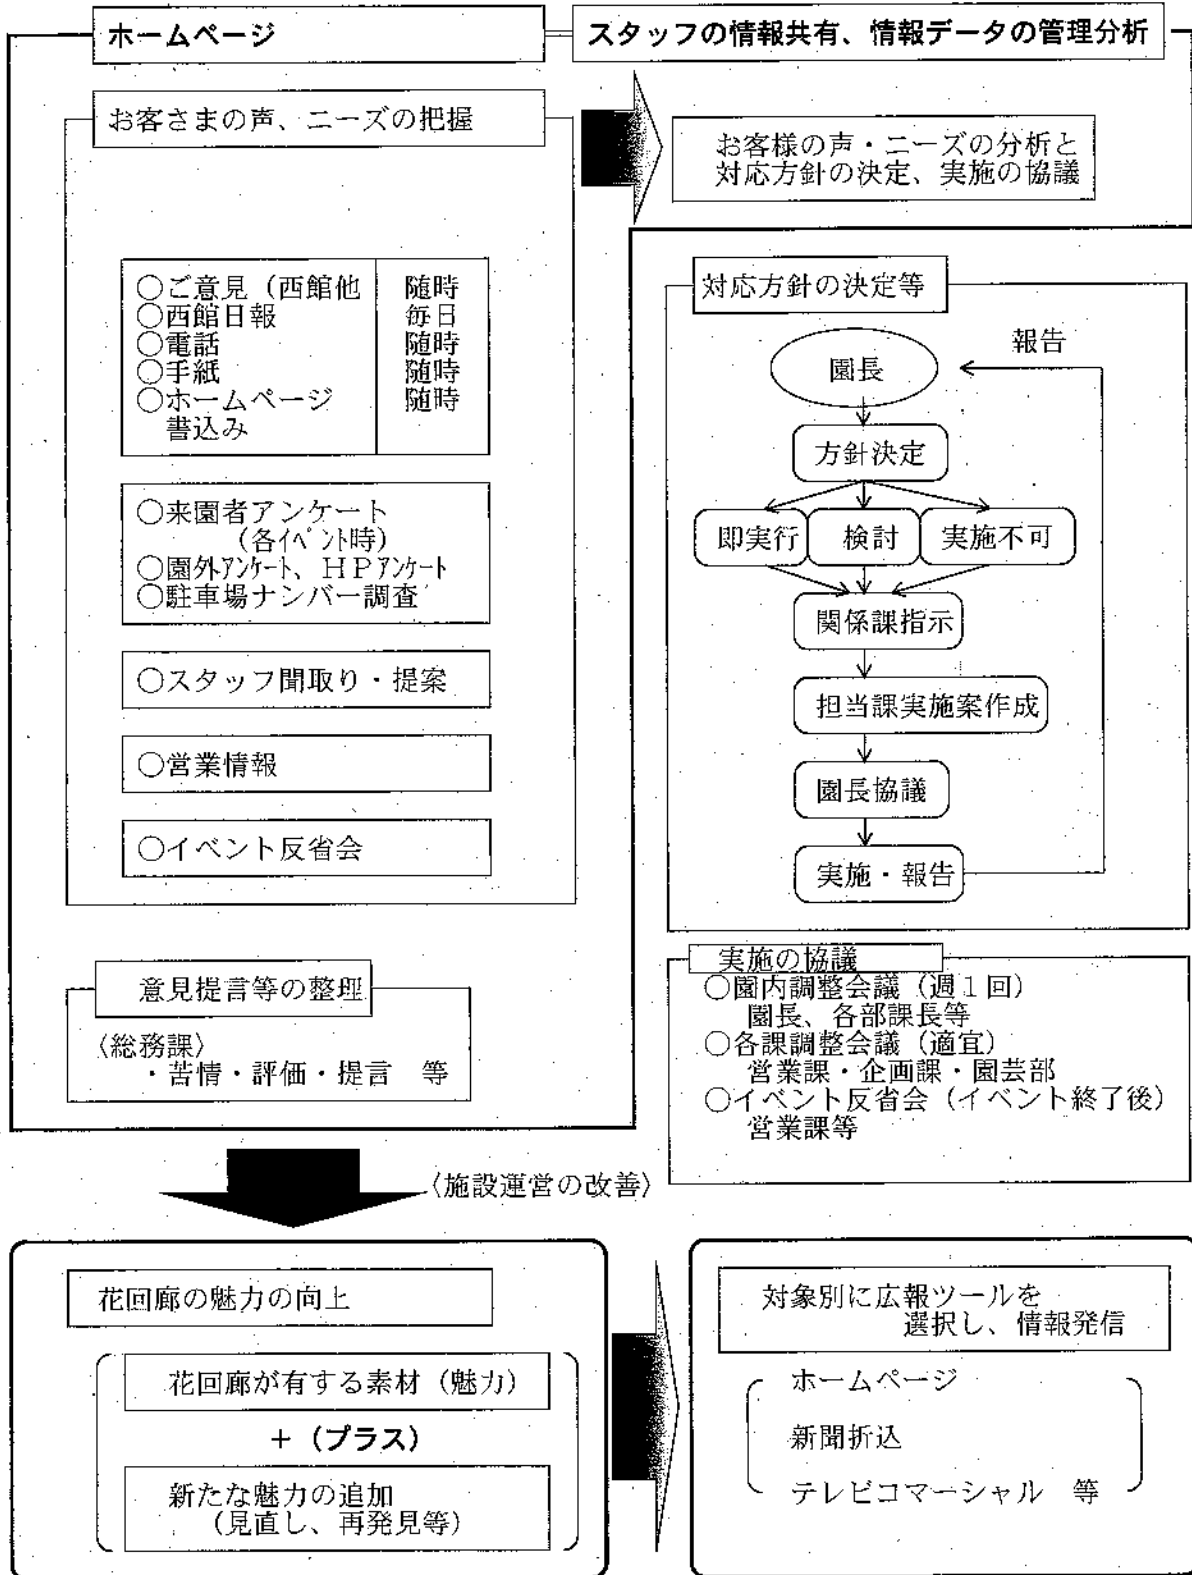 ホームページ
スタッフの情報共有、情報データの管理分析
お客さまの声、ニーズの把握
お客様の声・ニーズの分析と
対応方針の決定、実施の協議
○ご意見（西館他 随時
○西館日報 毎日
○電話 随時
○手紙 随時
○ホームページ 随時
書込み
○来園者アンケート
（各イベント時）
○園外アンケート、ＨＰアンケート
○駐車場ナンバー調査
○スタッフ聞取り・提案
○営業情報
○イベント反省会
意見提言等の整理
〈総務課〉
・苦情・評価・提言　等
対応方針の決定等
報告
園長
方針決定
即実行 検討 実施不可
関係課指示
担当課実施案作成
園長協議
実施・報告
実施の協議
○園内調整会議（週１回）
園長、各部課長等
○各課調整会議（適宜）
営業課・企画課・園芸部
○イベント反省会（イベント終了後）
営業課等
〈施設運営の改善〉
花回廊の魅力の向上
花回廊が有する素材（魅力）
＋（プラス）
新たな魅力の追加
（見直し、再発見等）
対象別に広報ツールを
選択し、情報発信
ホームページ
新聞折込
テレビコマーシャル　等